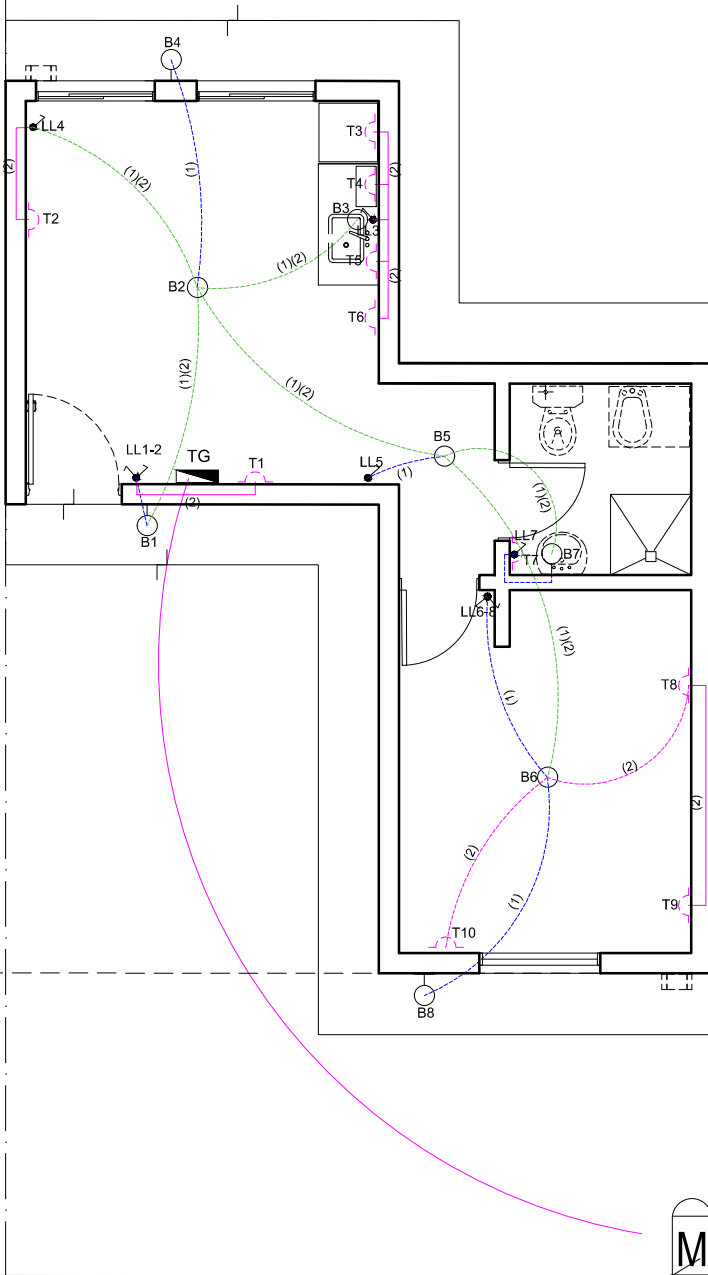 B4
LL4
T3
(2)
(2)
(1)(2)
(1)
T4
B3
T2
LL3
(1)(2)
T5
(2)
B2
T6
(1)(2)
(1)(2)
B5
LL1-2
TG
T1
LL5
(1)
(2)
(1)(2)
B1
LL7
B7
T7
LL6-8
(1)(2)
T8
(1)
(2)
B6
(2)
(2)
(1)
T9
T10
B8
M